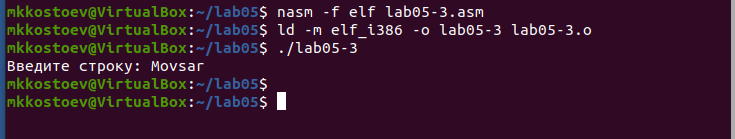 mkkostoev@VirtualBox:~/lab05$ nasm -f elf lab05-3.asm
mkkostoev@VirtualBox:~/lab05$ ld -m elf_i386 -o lab05-3 lab05-3.o
mkkostoev@VirtualBox:~/lab05$ ./lab05-3
Введите строку: Movsar
mkkostoev@VirtualBox:~/lab05$
mkkostoev@VirtualBox:~/lab05$